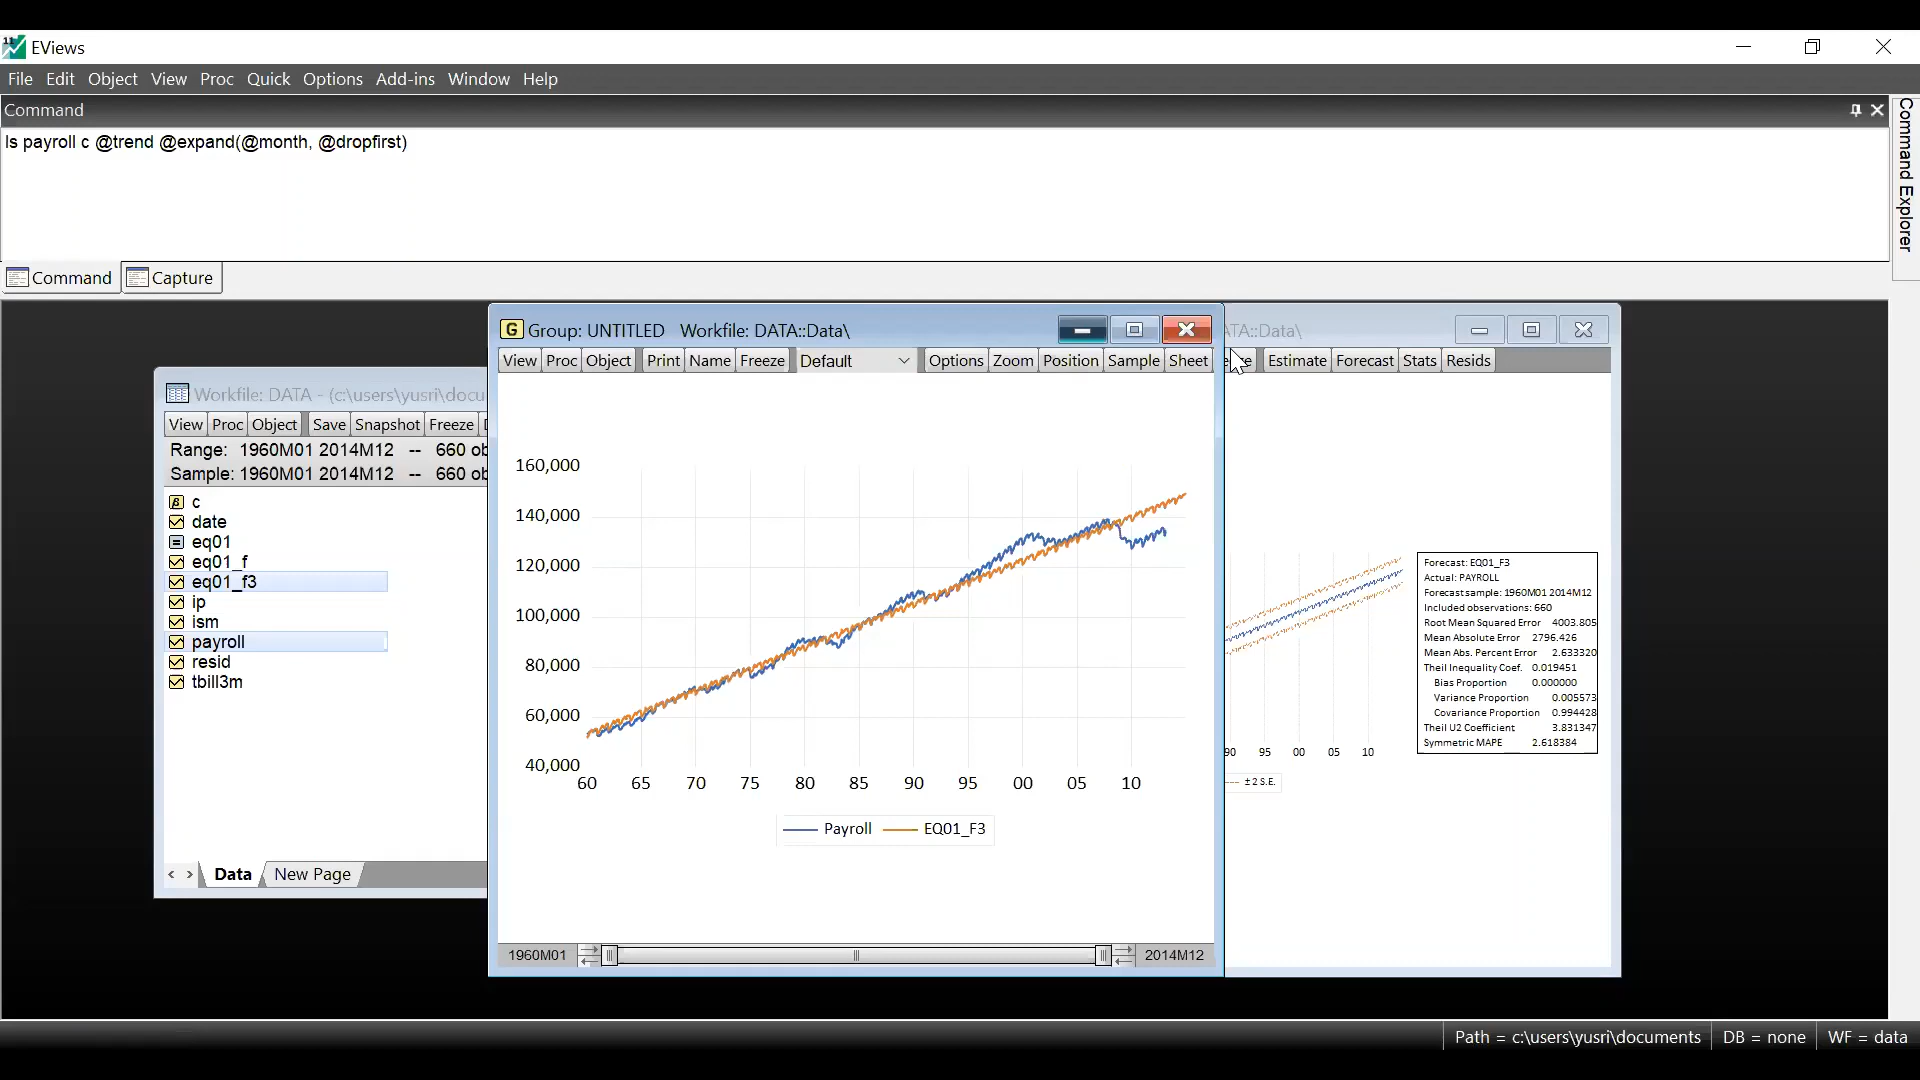 EViews
File Edit Object View Proc Quick Options Add-ins Window Help
Command
ls payroll c @trend @expand(@month, @dropfirst)
Command Explorer
Command Capture
Group: UNTITLED Workfile: DATA::Data\
View Proc Object Print Name Freeze Default Options Zoom Position Sample Sheet
160,000
140,000
120,000
100,000
80,000
60,000
40,000
60 65 70 75 80 85 90 95 00 05 10
Payroll EQ01_F3
1960M01 2014M12
Workfile: DATA - (c:\users\yusri\docu
View Proc Object Save Snapshot Freeze
Range: 1960M01 2014M12 -- 660 ob
Sample: 1960M01 2014M12 -- 660 ob
c
date
eq01
eq01_f
eq01_f3
ip
ism
payroll
resid
tbill3m
Data New Page
ATA::Data\
Estimate Forecast Stats Resids
Forecast: EQ01_F3
Actual: PAYROLL
Forecast sample: 1960M01 2014M12
Included observations: 660
Root Mean Squared Error 4003.805
Mean Absolute Error 2796.426
Mean Abs. Percent Error 2.633320
Theil Inequality Coef. 0.019451
Bias Proportion 0.000000
Variance Proportion 0.005573
Covariance Proportion 0.994428
Theil U2 Coefficient 3.831347
Symmetric MAPE 2.618384
90 95 00 05 10
± 2 S.E.
Path = c:\users\yusri\documents DB = none WF = data